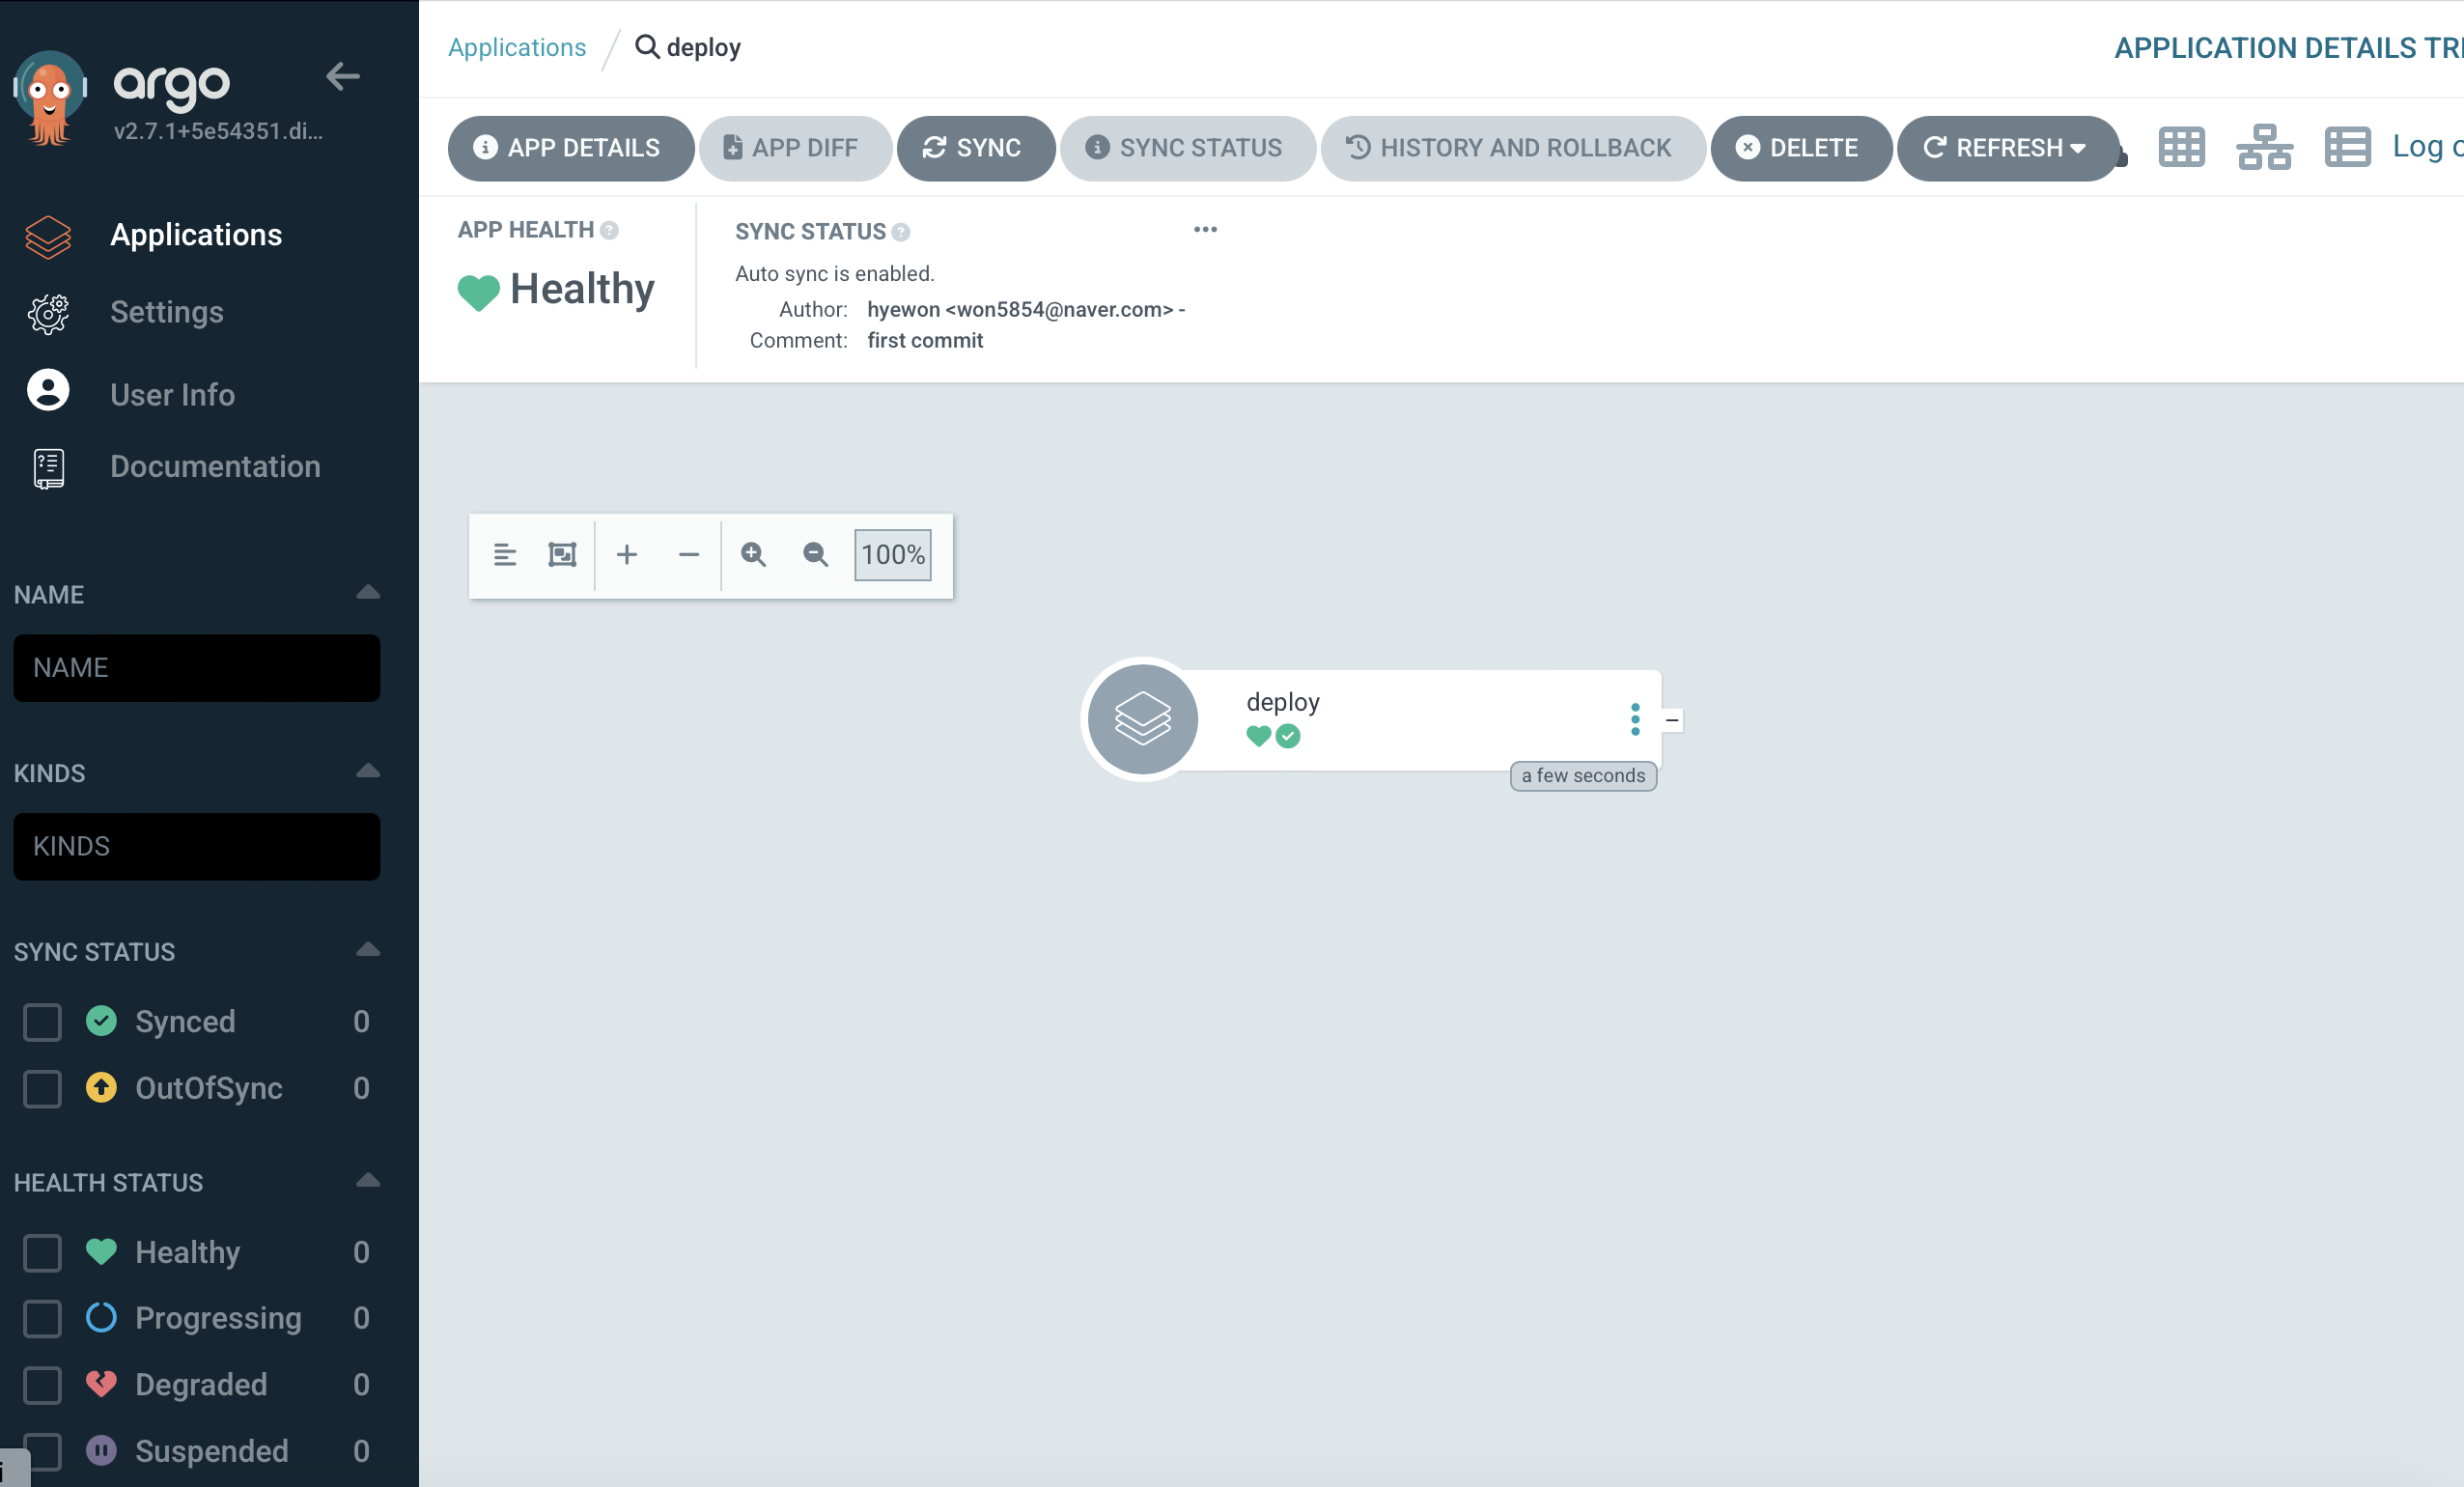 argo
v2.7.1+5e54351.di...
Applications
Settings
User Info
Documentation
NAME
NAME
KINDS
KINDS
SYNC STATUS
Synced 0
OutOfSync 0
HEALTH STATUS
Healthy 0
Progressing 0
Degraded 0
Suspended 0
Applications / deploy
APPLICATION DETAILS TR
APP DETAILS
APP DIFF
SYNC
SYNC STATUS
HISTORY AND ROLLBACK
DELETE
REFRESH
Log
APP HEALTH
Healthy
SYNC STATUS
Auto sync is enabled.
Author: hyewon <won5854@naver.com> -
Comment: first commit
100%
deploy
a few seconds